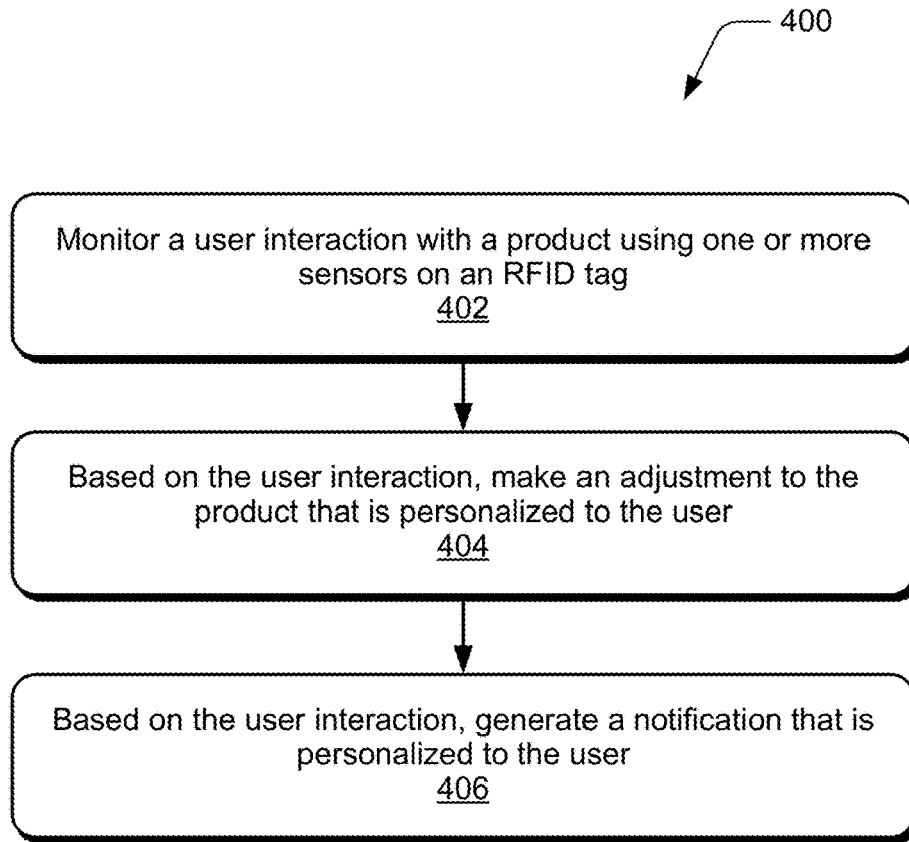 400
Monitor a user interaction with a product using one or more
sensors on an RFID tag
402
Based on the user interaction, make an adjustment to the
product that is personalized to the user
404
Based on the user interaction, generate a notification that is
personalized to the user
406